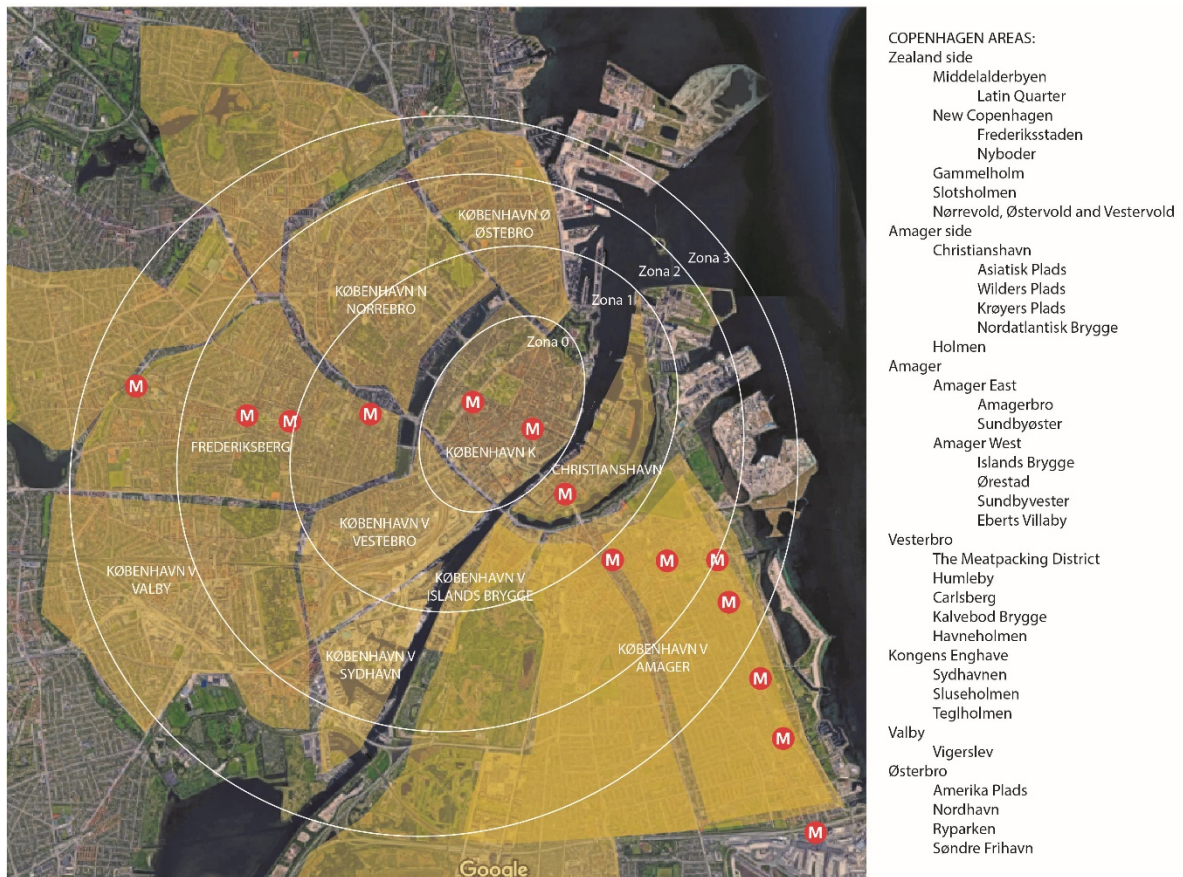 KØBENHAVN Ø
ØSTEBRO
Zona 3
Zona 2
KØBENHAVN N
NORREBRO
Zona 1
Zona 0
M
M
M
M
M
M
FREDERIKSBERG
KØBENHAVN K
CHRISTIANSHAVN
M
KØBENHAVN V
VESTEBRO
M
M
M
KØBENHAVN V
VALBY
KØBENHAVN V
ISLANDS BRYGGE
M
KØBENHAVN V
SYDHAVN
KØBENHAVN V
AMAGER
M
M
M
Google
COPENHAGEN AREAS:
Zealand side
Middelalderbyen
Latin Quarter
New Copenhagen
Frederiksstaden
Nyboder
Gammelholm
Slotsholmen
Nørrevold, Østervold and Vestervold
Amager side
Christianshavn
Asiatisk Plads
Wilders Plads
Krøyers Plads
Nordatlantisk Brygge
Holmen
Amager
Amager East
Amagerbro
Sundbyøster
Amager West
Islands Brygge
Ørestad
Sundbyvester
Eberts Villaby
Vesterbro
The Meatpacking District
Humleby
Carlsberg
Kalvebod Brygge
Havneholmen
Kongens Enghave
Sydhavnen
Sluseholmen
Teglholmen
Valby
Vigerslev
Østerbro
Amerika Plads
Nordhavn
Ryparken
Søndre Frihavn